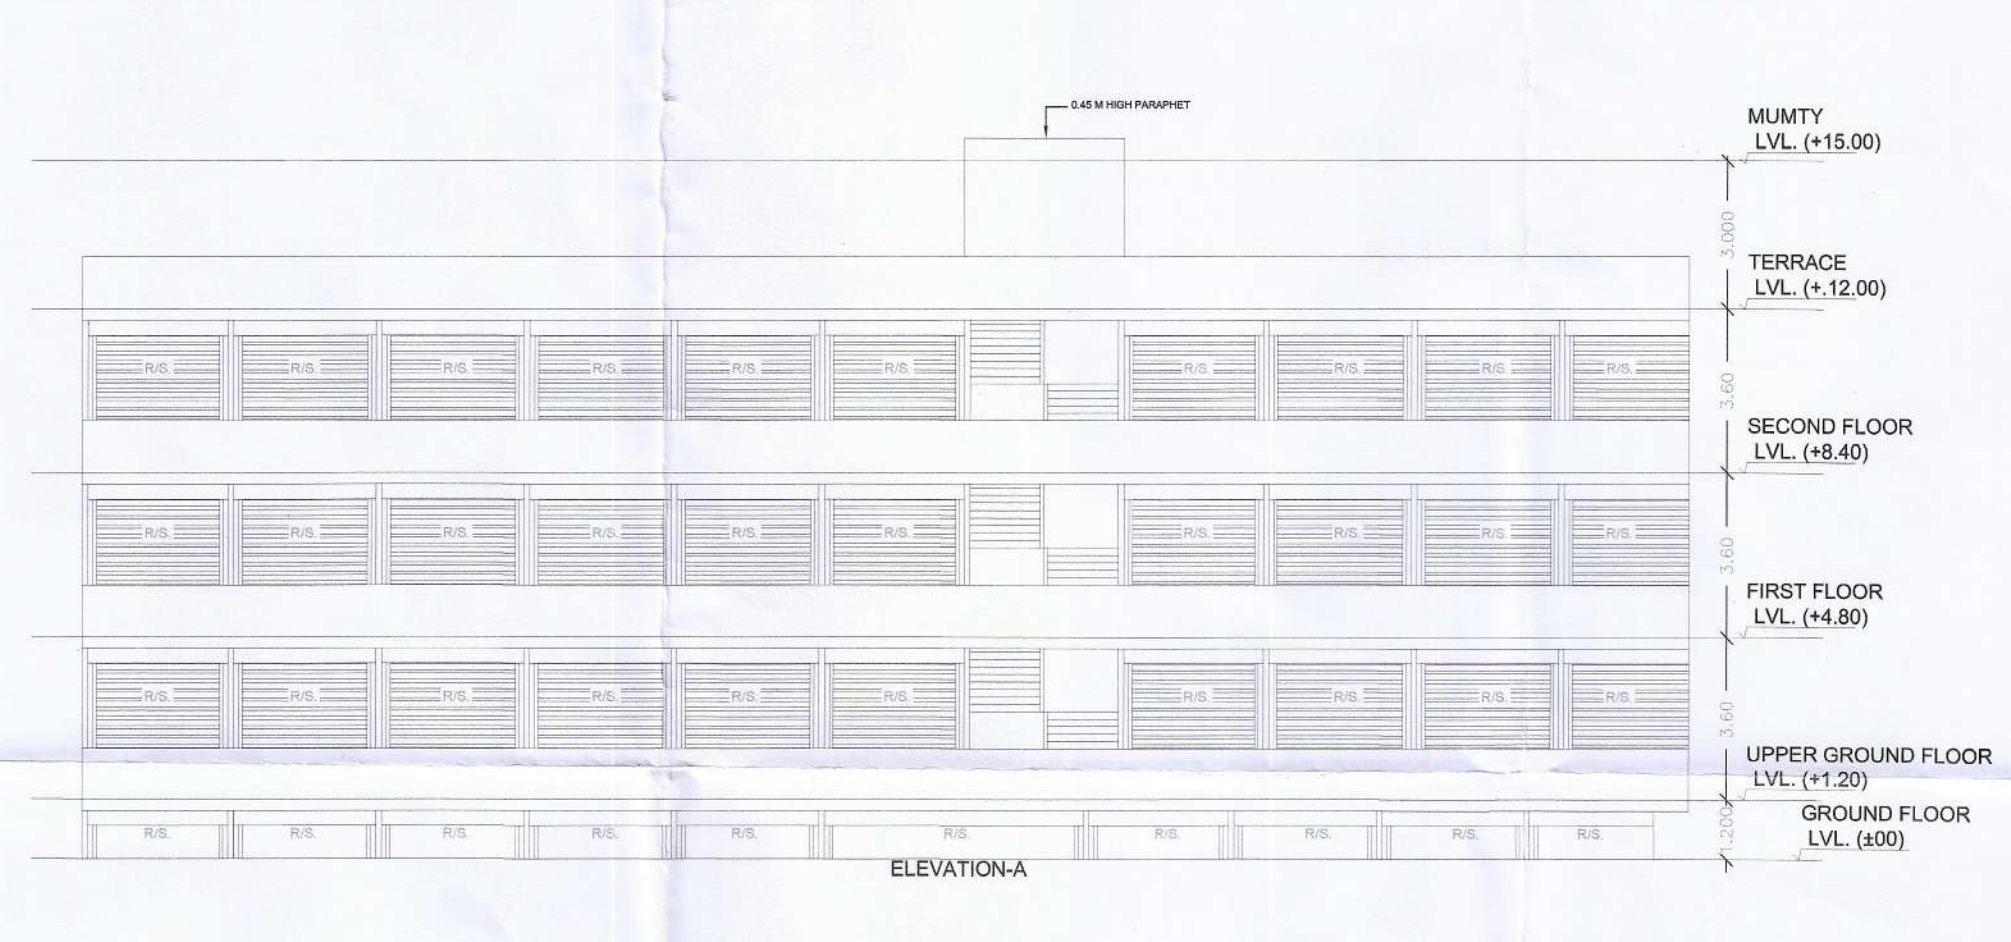 0.45 M HIGH PARAPHET
MUMTY
LVL. (+15.00)
3.000
TERRACE
LVL. (+.12.00)
R/S. R/S. R/S. R/S. R/S. R/S. R/S. R/S. R/S. R/S.
3.60
SECOND FLOOR
LVL. (+8.40)
R/S. R/S. R/S. R/S. R/S. R/S. R/S. R/S. R/S. R/S.
3.60
FIRST FLOOR
LVL. (+4.80)
R/S. R/S. R/S. R/S. R/S. R/S. R/S. R/S. R/S. R/S.
3.60
UPPER GROUND FLOOR
LVL. (+1.20)
GROUND FLOOR
LVL. (±00)
R/S. R/S. R/S. R/S. R/S. R/S. R/S. R/S. R/S. R/S.
1.200
ELEVATION-A